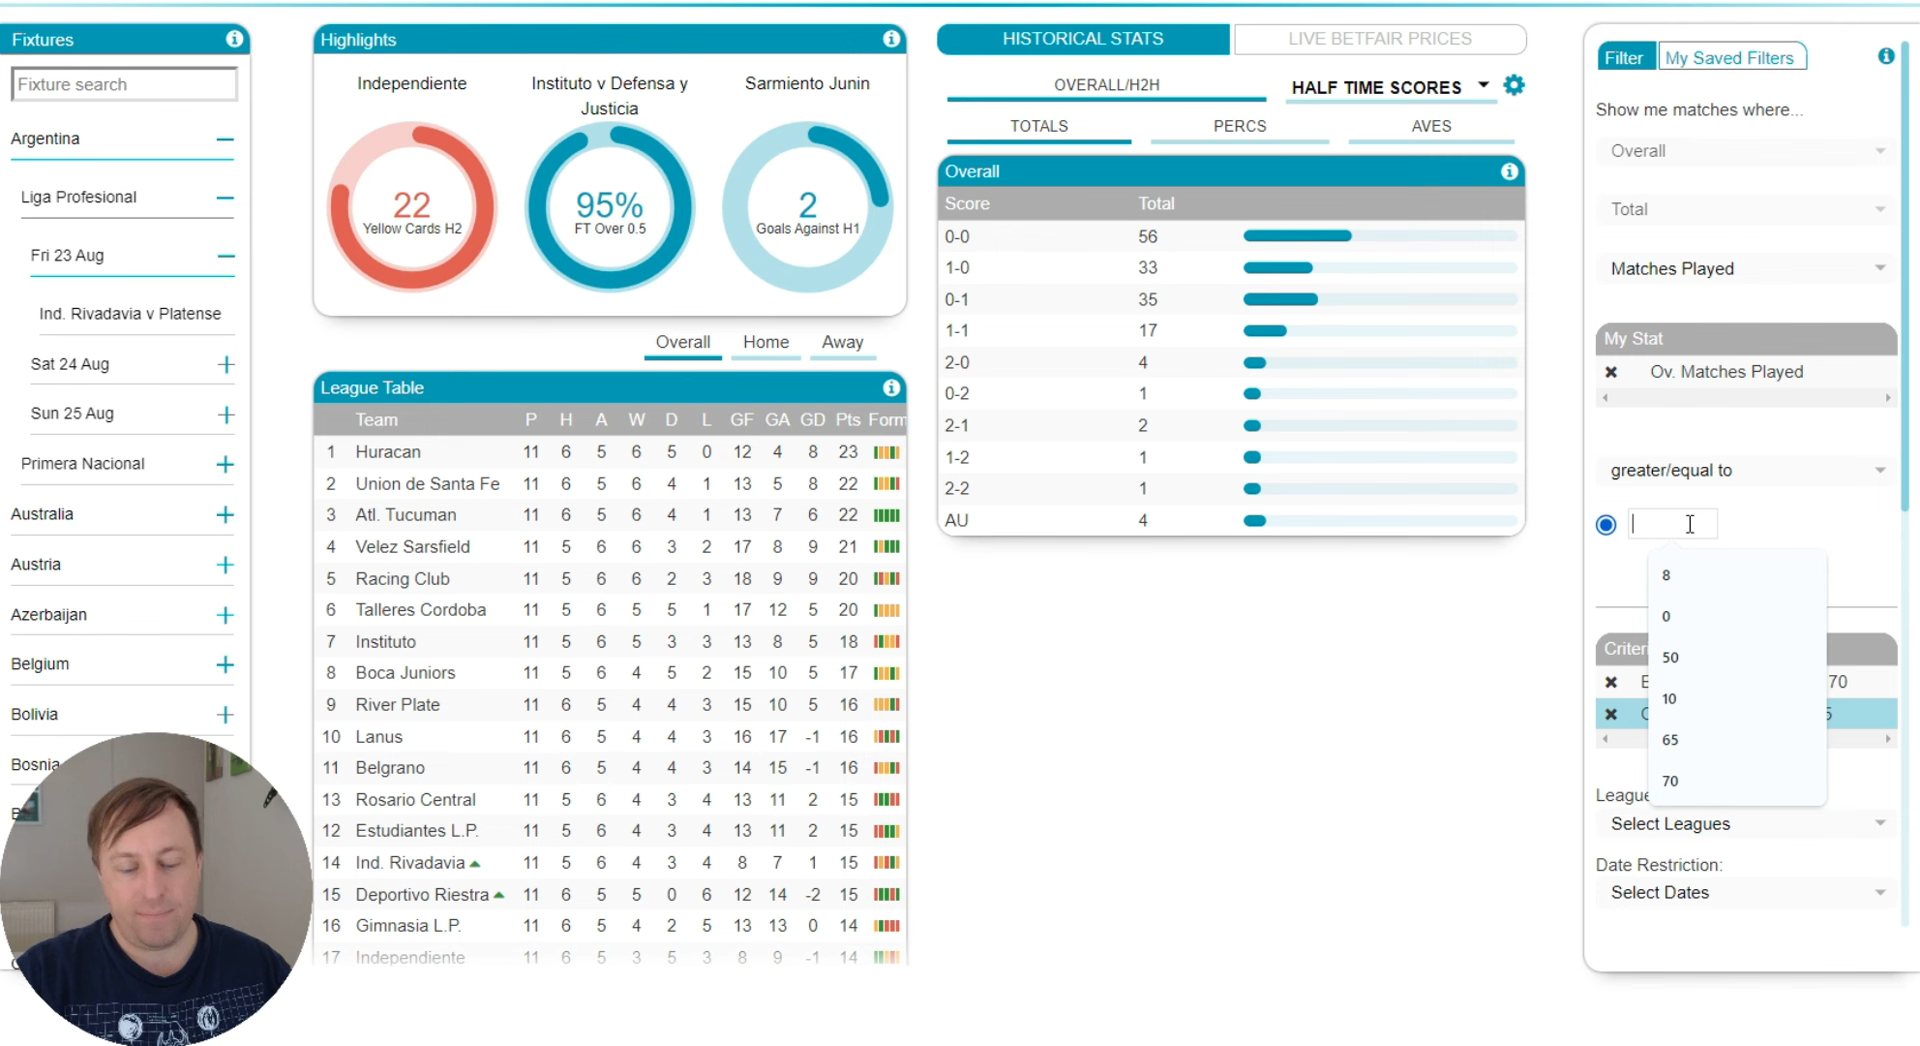 Fixtures
Fixture search
Argentina
Liga Profesional
Fri 23 Aug
Ind. Rivadavia v Platense
Sat 24 Aug
Sun 25 Aug
Primera Nacional
Australia
Austria
Azerbaijan
Belgium
Bolivia
Bosnia
Highlights
Independiente
22
Yellow Cards H2
Instituto v Defensa y
Justicia
95%
FT Over 0.5
Sarmiento Junin
2
Goals Against H1
Overall Home Away
League Table
Team P H A W D L GF GA GD Pts Form
1 Huracan 11 6 5 6 5 0 12 4 8 23
2 Union de Santa Fe 11 6 5 6 4 1 13 5 8 22
3 Atl. Tucuman 11 6 5 6 4 1 13 7 6 22
4 Velez Sarsfield 11 5 6 6 3 2 17 8 9 21
5 Racing Club 11 5 6 6 2 3 18 9 9 20
6 Talleres Cordoba 11 5 6 5 5 1 17 12 5 20
7 Instituto 11 5 6 5 3 3 13 8 5 18
8 Boca Juniors 11 5 6 4 5 2 15 10 5 17
9 River Plate 11 6 5 4 4 3 15 10 5 16
10 Lanus 11 6 5 4 4 3 16 17 -1 16
11 Belgrano 11 6 5 4 4 3 14 15 -1 16
13 Rosario Central 11 5 6 4 3 4 13 11 2 15
12 Estudiantes L.P. 11 5 6 4 3 4 13 11 2 15
14 Ind. Rivadavia 11 5 6 4 3 4 8 7 1 15
15 Deportivo Riestra 11 6 5 5 0 6 12 14 -2 15
16 Gimnasia L.P. 11 6 5 4 2 5 13 13 0 14
17 Independiente 11 6 5 3 5 3 8 9 -1 14
HISTORICAL STATS LIVE BETFAIR PRICES
OVERALL/H2H HALF TIME SCORES
TOTALS PERCS AVES
Overall
Score Total
0-0 56
1-0 33
0-1 35
1-1 17
2-0 4
0-2 1
2-1 2
1-2 1
2-2 1
AU 4
Filter My Saved Filters
Show me matches where...
Overall
Total
Matches Played
My Stat
Ov. Matches Played
greater/equal to
8
0
50
10
65
70
70
Select Leagues
Date Restriction:
Select Dates